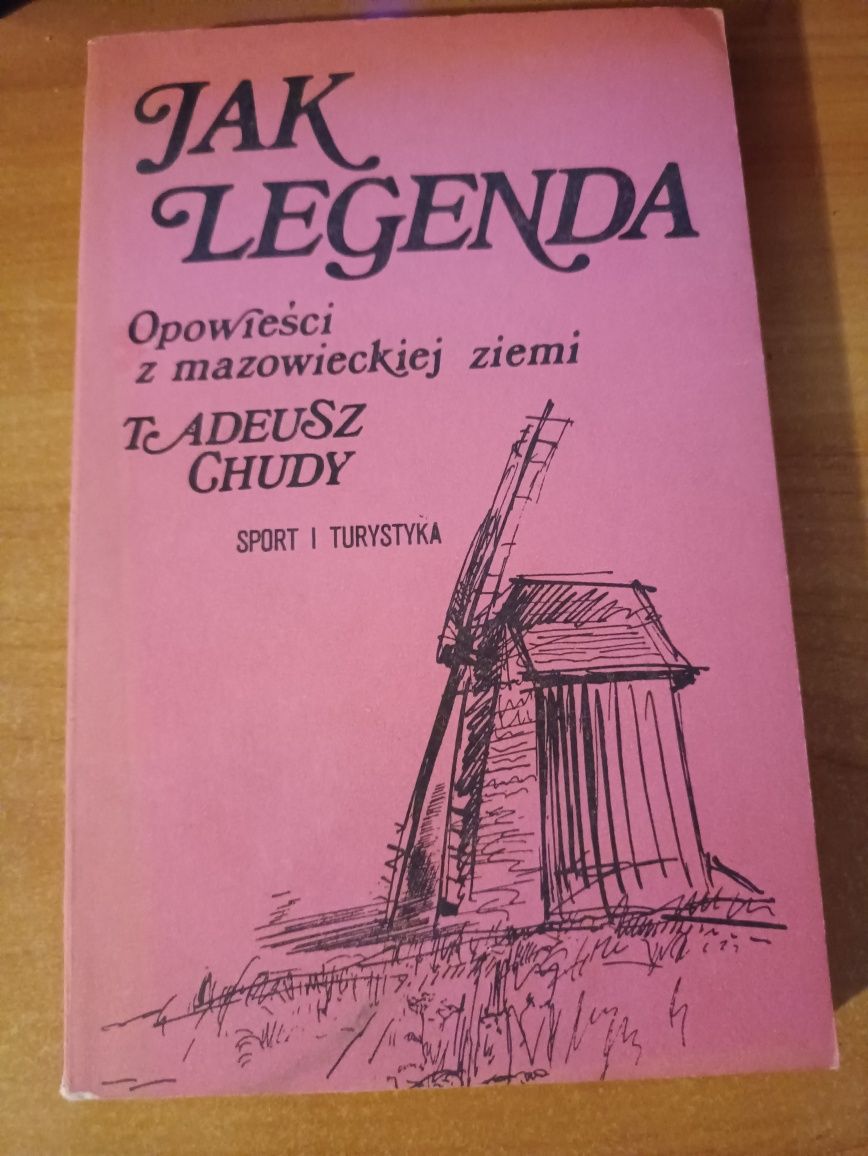 JAK
LEGENDA
Opowieści
z mazowieckiej ziemi
TADEUSZ
CHUDY
SPORT I TURYSTYKA